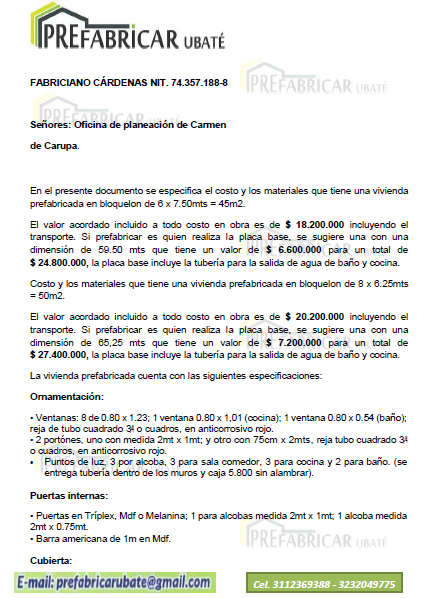 PREFABRICAR UBATÉ
FABRICIANO CÁRDENAS NIT. 74.357.188-8
PREFABRICAR UBATÉ
PREFABRICAR UBATÉ
Señores: Oficina de planeación de Carmen
de Carupa.
En el presente documento se especifica el costo y los materiales que tiene una vivienda
prefabricada en bloquelon de 6 x 7.50mts = 45m2.
El valor acordado incluido a todo costo en obra es de $ 18.200.000 incluyendo el
transporte. Si prefabricar es quien realiza la placa base, se sugiere una con una
dimensión de 59.50 mts que tiene un valor de $ 6.600.000 para un total de
$ 24.800.000, la placa base incluye la tubería para la salida de agua de baño y cocina.
Costo y los materiales que tiene una vivienda prefabricada en bloquelon de 8 x 6.25mts
= 50m2.
El valor acordado incluido a todo costo en obra es de $ 20.200.000 incluyendo el
transporte. Si prefabricar es quien realiza la placa base, se sugiere una con una
dimensión de 65,25 mts que tiene un valor de $ 7.200.000 para un total de
$ 27.400.000, la placa base incluye la tubería para la salida de agua de baño y cocina.
La vivienda prefabricada cuenta con las siguientes especificaciones:
Ornamentación:
• Ventanas: 8 de 0.80 x 1.23; 1 ventana 0.80 x 1,01 (cocina); 1 ventana 0.80 x 0.54 (baño);
reja de tubo cuadrado 3⁄4 o cuadros, en anticorrosivo rojo.
• 2 portónes, uno con medida 2mt x 1mt; y otro con 75cm x 2mts, reja tubo cuadrado 3⁄4
o cuadros, en anticorrosivo rojo.
• Puntos de luz, 3 por alcoba, 3 para sala comedor, 3 para cocina y 2 para baño. (se
entrega tubería dentro de los muros y caja 5.800 sin alambrar).
Puertas internas:
• Puertas en Tríplex, Mdf o Melanina; 1 para alcobas medida 2mt x 1mt; 1 alcoba medida
2mt x 0.75mt.
• Barra americana de 1m en Mdf.
PREFABRICAR UBATÉ
Cubierta:
E-mail: prefabricarubate@gmail.com
Cel. 3112369388 - 3232049775